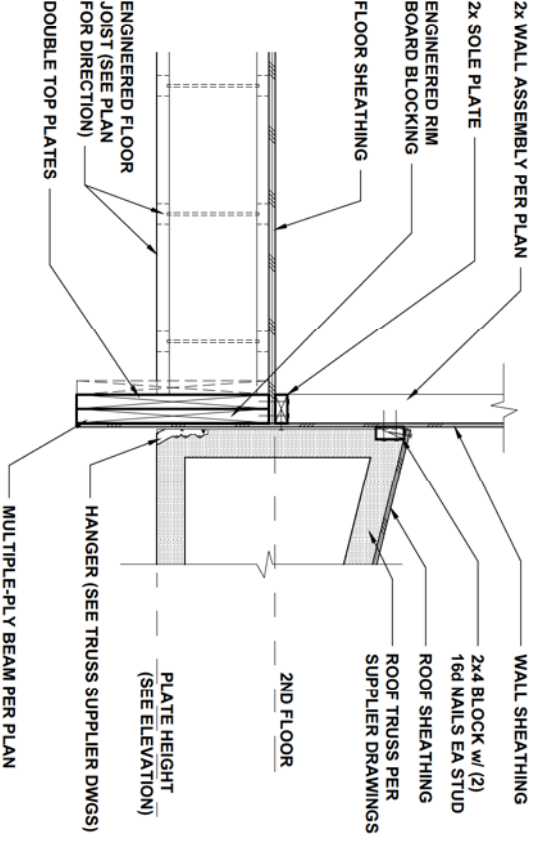 2x WALL ASSEMBLY PER PLAN
2x SOLE PLATE
ENGINEERED RIM
BOARD BLOCKING
FLOOR SHEATHING
ENGINEERED FLOOR
JOIST (SEE PLAN
FOR DIRECTION)
DOUBLE TOP PLATES
WALL SHEATHING
2x4 BLOCK w/ (2)
16d NAILS EA STUD
ROOF SHEATHING
ROOF TRUSS PER
SUPPLIER DRAWINGS
2ND FLOOR
PLATE HEIGHT
(SEE ELEVATION)
HANGER (SEE TRUSS SUPPLIER DWGS)
MULTIPLE-PLY BEAM PER PLAN